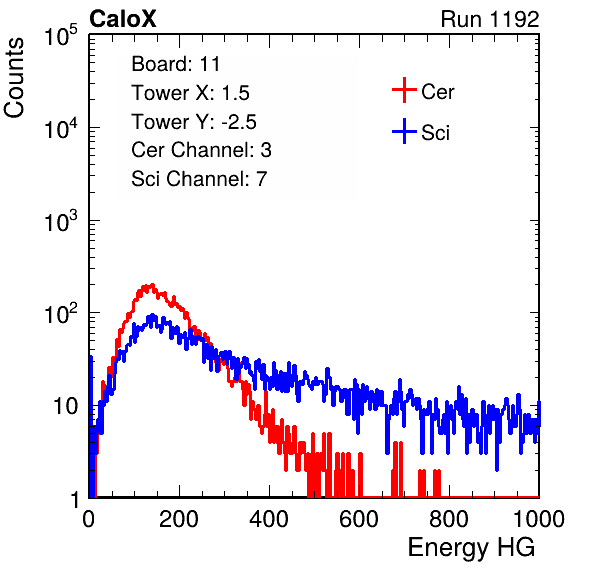 CaloX Run 1192
Counts
10^5
10^4
10^3
10^2
10
1
Board: 11
Tower X: 1.5
Tower Y: -2.5
Cer Channel: 3
Sci Channel: 7
Cer
Sci
0 200 400 600 800 1000
Energy HG